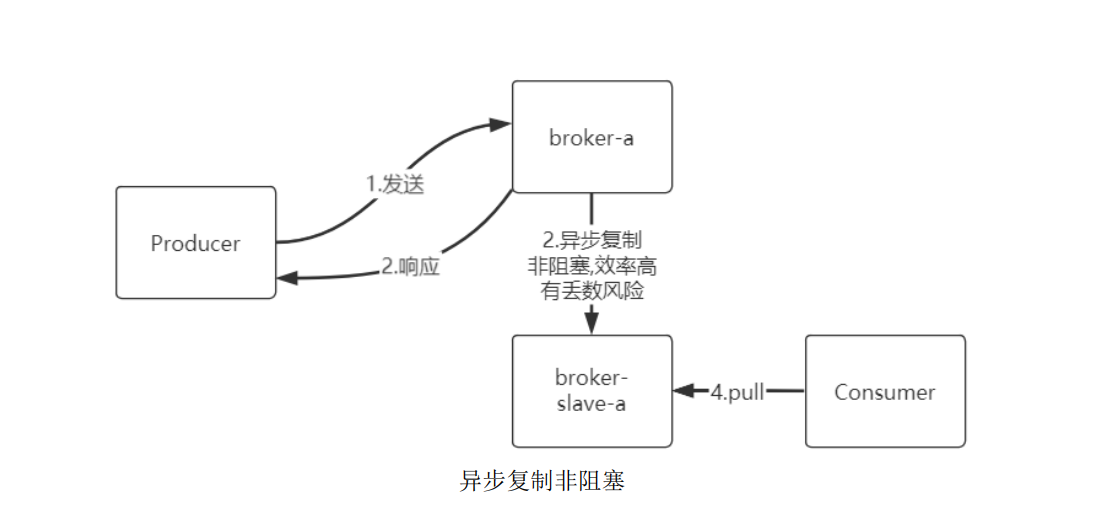 broker-a
1.发送
Producer
2.响应
2.异步复制
非阻塞,效率高
有丢数风险
broker-
slave-a
4.pull
Consumer
异步复制非阻塞